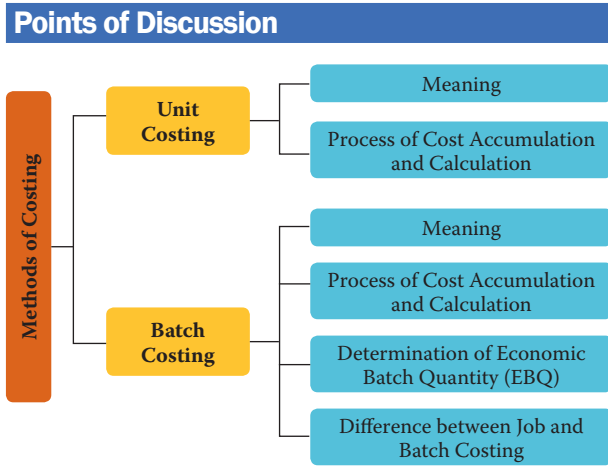 Points of Discussion
Methods of Costing
Unit
Costing
Meaning
Process of Cost Accumulation
and Calculation
Batch
Costing
Meaning
Process of Cost Accumulation
and Calculation
Determination of Economic
Batch Quantity (EBQ)
Difference between Job and
Batch Costing